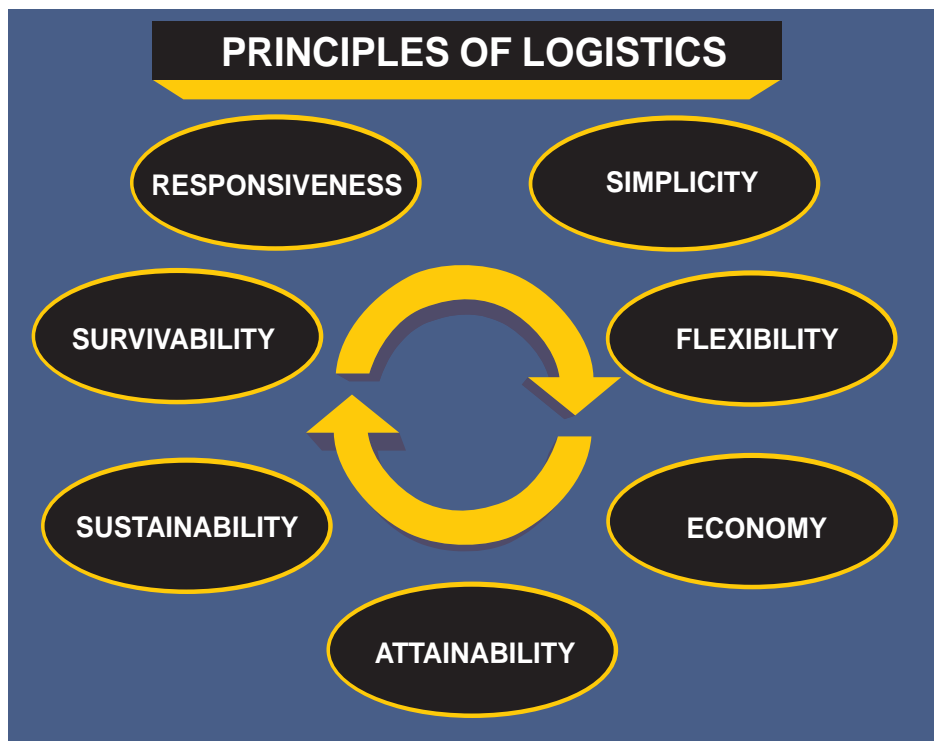 PRINCIPLES OF LOGISTICS
RESPONSIVENESS
SIMPLICITY
SURVIVABILITY
FLEXIBILITY
SUSTAINABILITY
ECONOMY
ATTAINABILITY